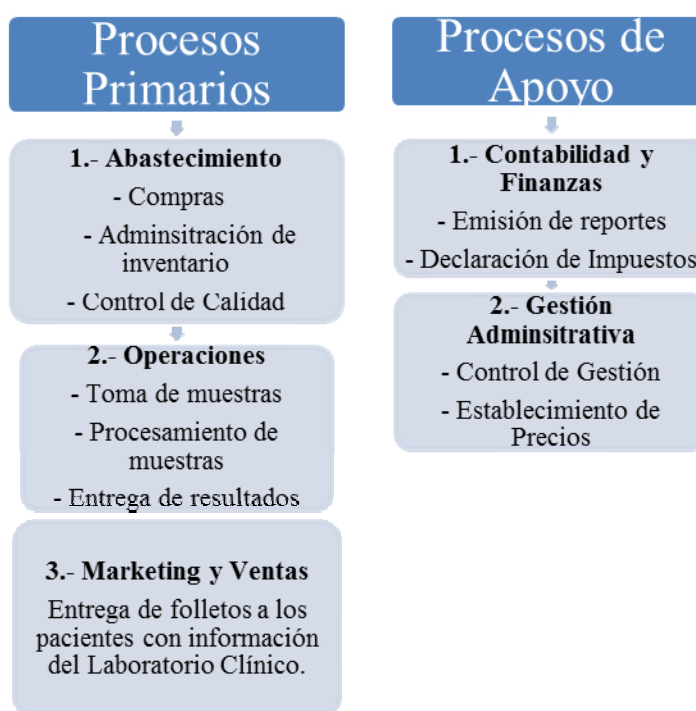 Procesos
Primarios
1.- Abastecimiento
- Compras
- Adminsitración de
inventario
- Control de Calidad
2.- Operaciones
- Toma de muestras
- Procesamiento de
muestras
- Entrega de resultados
3.- Marketing y Ventas
Entrega de folletos a los
pacientes con información
del Laboratorio Clínico.
Procesos de
Apoyo
1.- Contabilidad y
Finanzas
- Emisión de reportes
- Declaración de Impuestos
2.- Gestión
Adminsitrativa
- Control de Gestión
- Establecimiento de
Precios